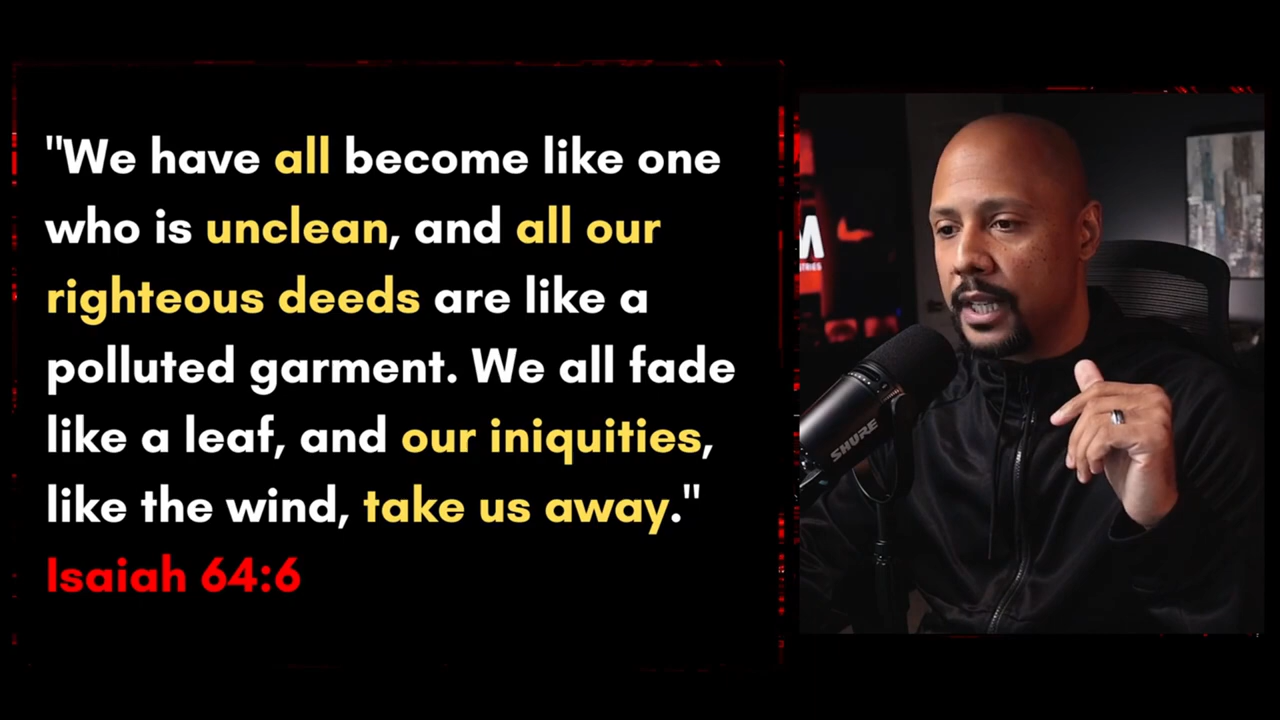 "We have all become like one
who is unclean, and all our
righteous deeds are like a
polluted garment. We all fade
like a leaf, and our iniquities,
like the wind, take us away."
Isaiah 64:6
SHURE